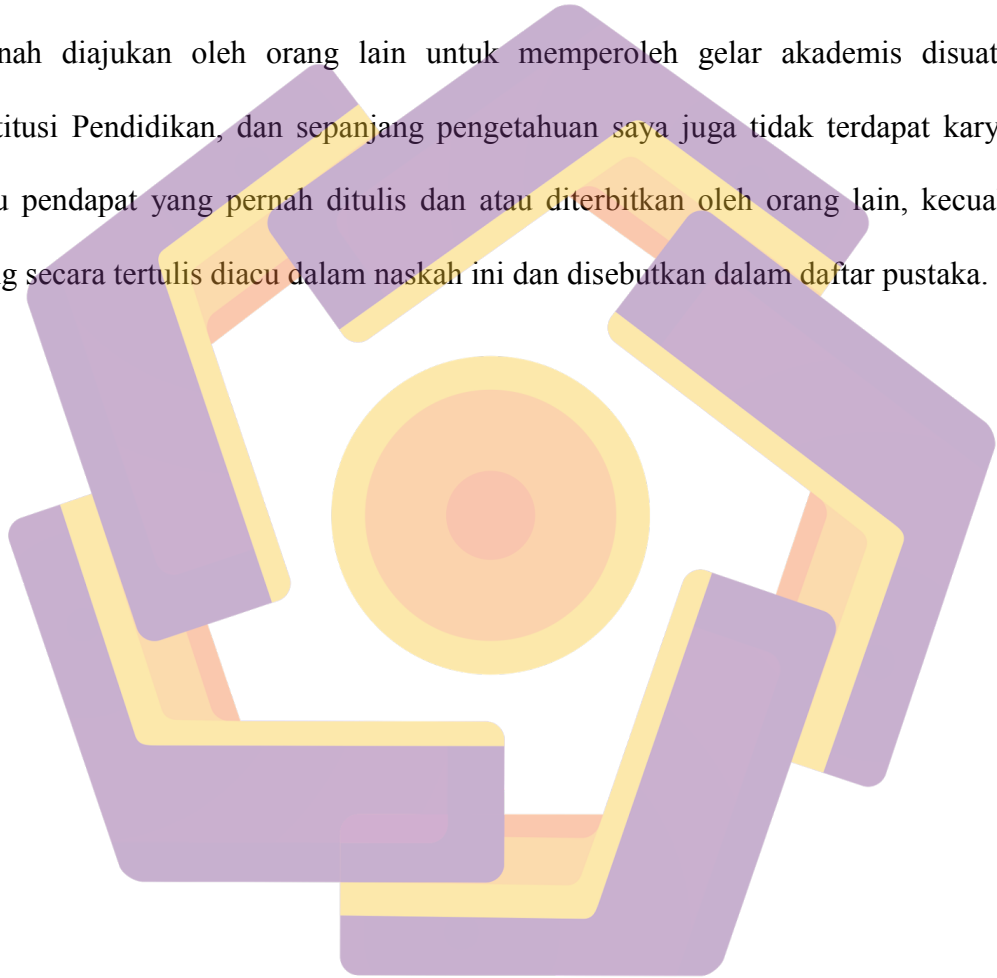 nah diajukan oleh orang lain untuk memperoleh gelar akademis disuat
titusi Pendidikan, dan sepanjang pengetahuan saya juga tidak terdapat kary
u pendapat yang pernah ditulis dan atau diterbitkan oleh orang lain, kecua
g secara tertulis diacu dalam naskah ini dan disebutkan dalam daftar pustaka.